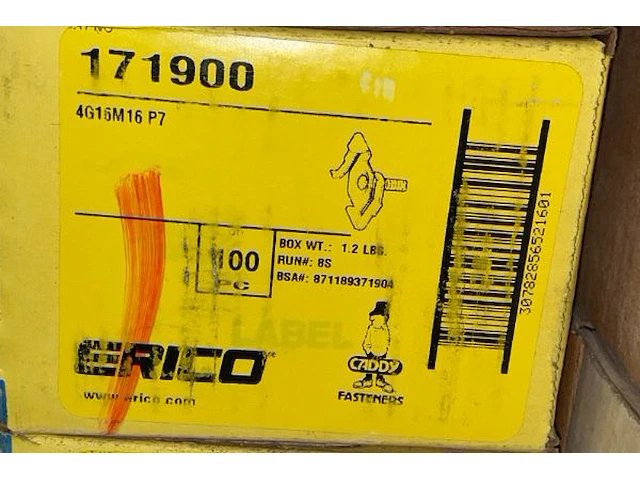 171900
4G16M16 P7
100
PC
BOX WT.: 1.2 LBS.
RUN#: 8S
BSA#: 871189371904
LABEL
ERICO
www.erico.com
CADDY
FASTENERS
30782856521601